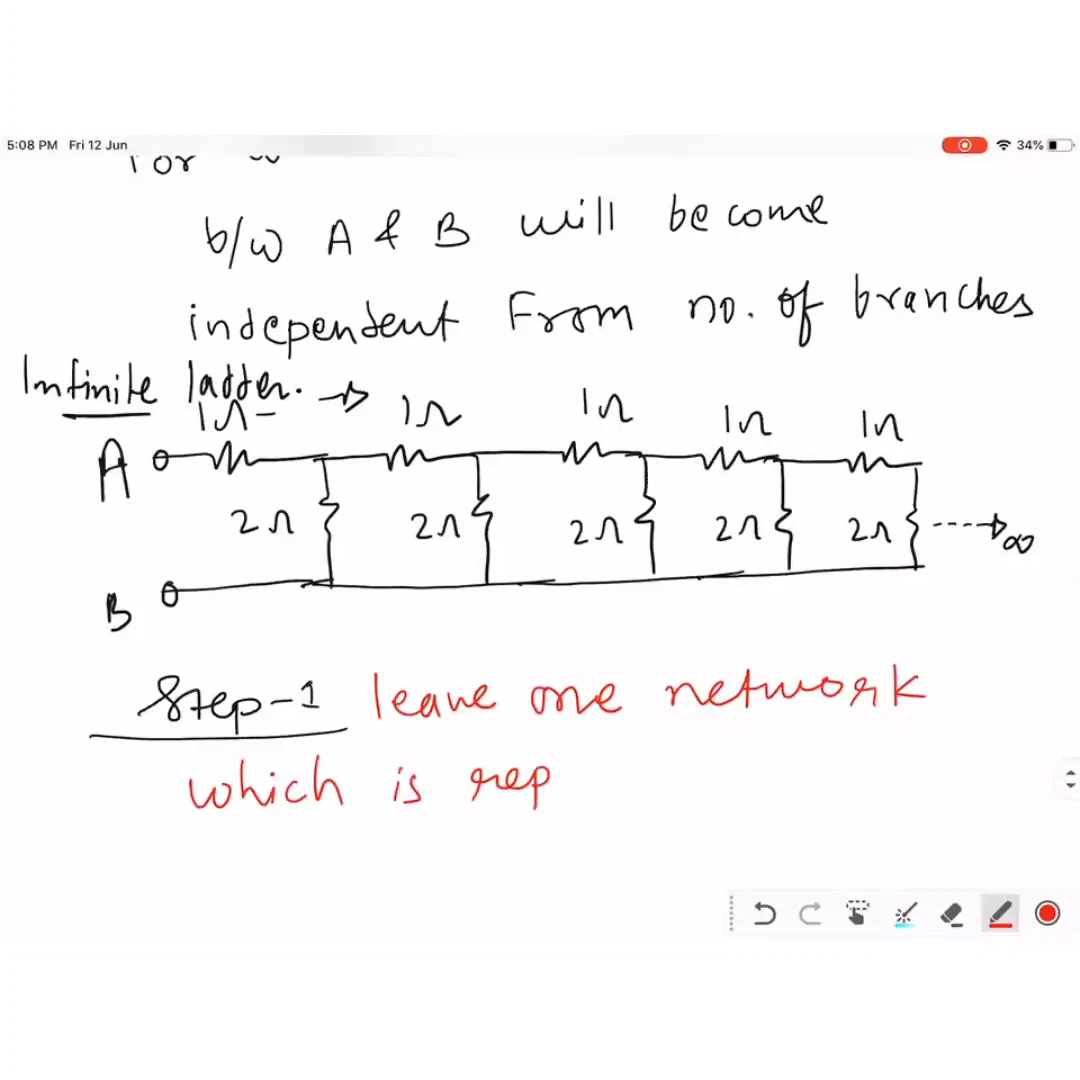 5:08 PM Fri 12 Jun 34%
b/w A & B will become
independent From no. of branches
Infinite ladder. →
1Ω 1Ω 1Ω 1Ω 1Ω
A
2Ω 2Ω 2Ω 2Ω 2Ω → ∞
B
Step-1 leave one network
which is rep